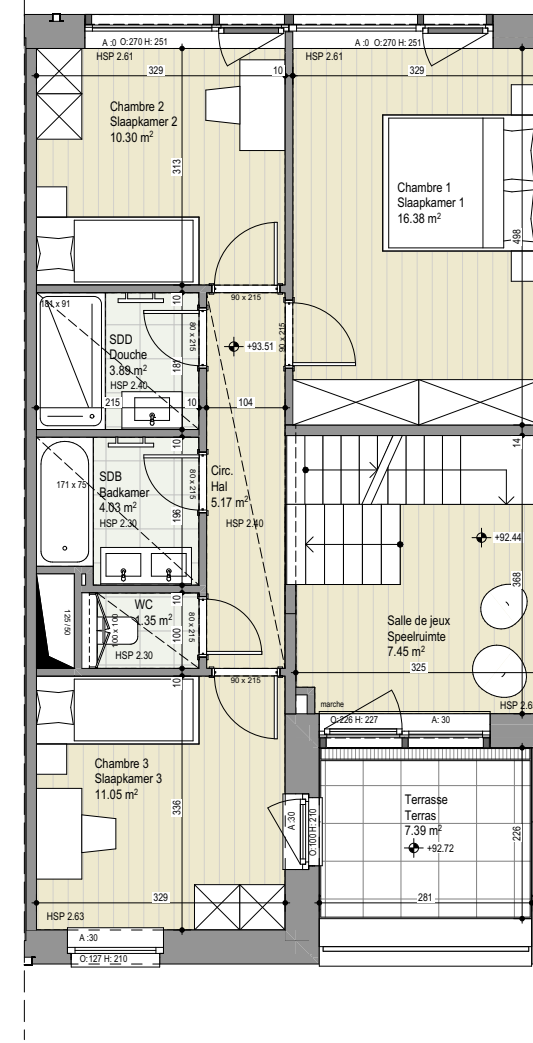 A :0 O:270 H: 251
A :0 O:270 H: 251
HSP 2.61
HSP 2.61
329
10
329
Chambre 2
Slaapkamer 2
10.30 m²
313
Chambre 1
Slaapkamer 1
16.38 m²
498
90 x 215
181 x 91
10
80 x 215
90 x 215
+93.51
SDD
Douche
3.89 m²
HSP 2.40
181
215
10
104
14
10
SDB
Badkamer
4.03 m²
HSP 2.30
171 x 75
80 x 215
195
Circ.
Hal
5.17 m²
HSP 2.40
+92.44
368
125 / 50
WC
1.35 m²
100 x 100
HSP 2.30
10
100
80 x 215
Salle de jeux
Speelruimte
7.45 m²
325
10
90 x 215
marche
HSP 2.6
O:226 H: 227
A: 30
Chambre 3
Slaapkamer 3
11.05 m²
336
A:30
O:100 H: 210
Terrasse
Terras
7.39 m²
+92.72
226
329
281
HSP 2.63
A :30
O:127 H: 210